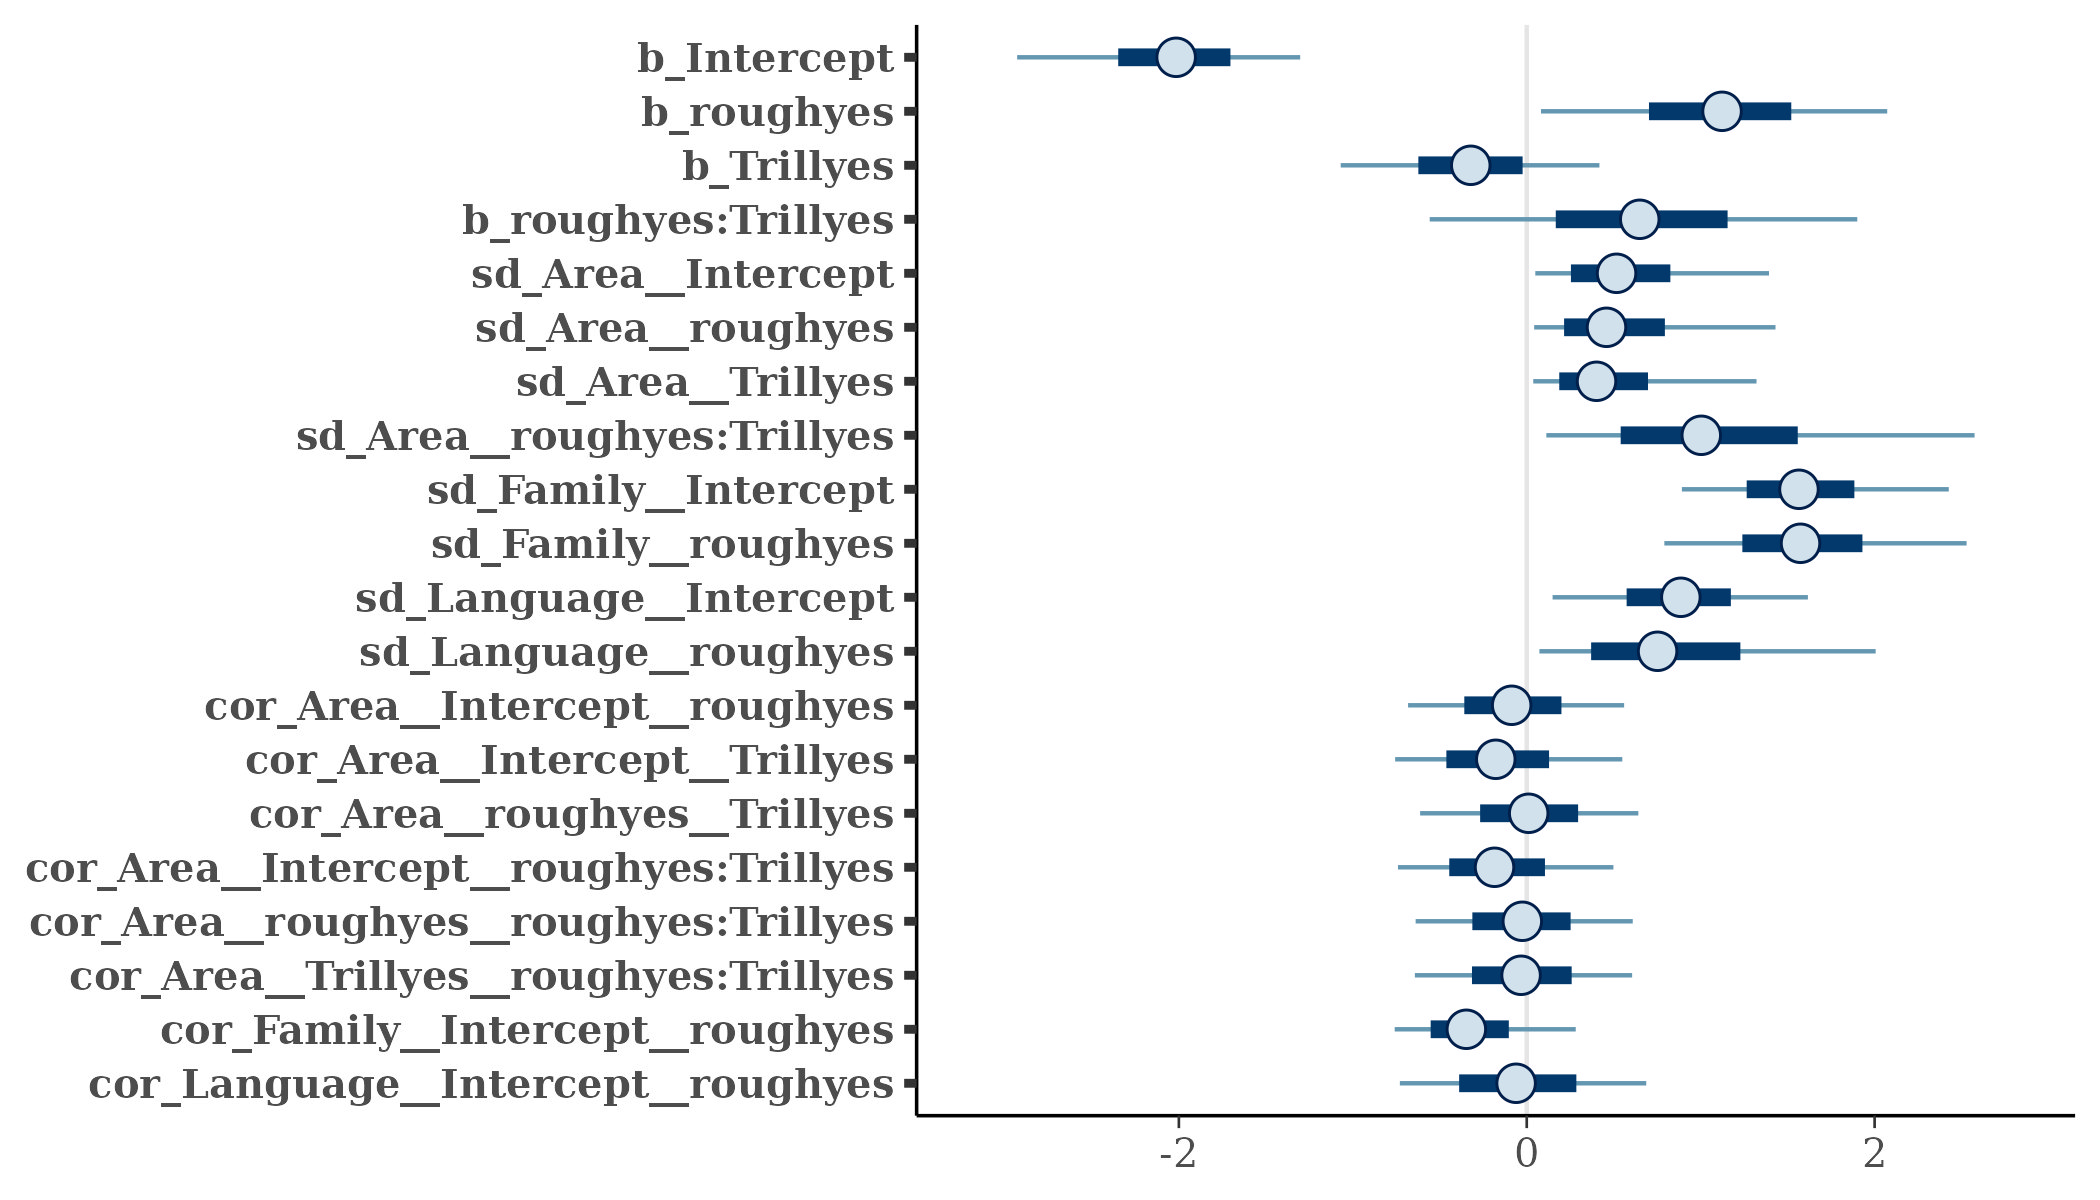 b_Intercept
b_roughyes
b_Trillyes
b_roughyes:Trillyes
sd_Area__Intercept
sd_Area__roughyes
sd_Area__Trillyes
sd_Area__roughyes:Trillyes
sd_Family__Intercept
sd_Family__roughyes
sd_Language__Intercept
sd_Language__roughyes
cor_Area__Intercept__roughyes
cor_Area__Intercept__Trillyes
cor_Area__roughyes__Trillyes
cor_Area__Intercept__roughyes:Trillyes
cor_Area__roughyes__roughyes:Trillyes
cor_Area__Trillyes__roughyes:Trillyes
cor_Family__Intercept__roughyes
cor_Language__Intercept__roughyes
-2 0 2